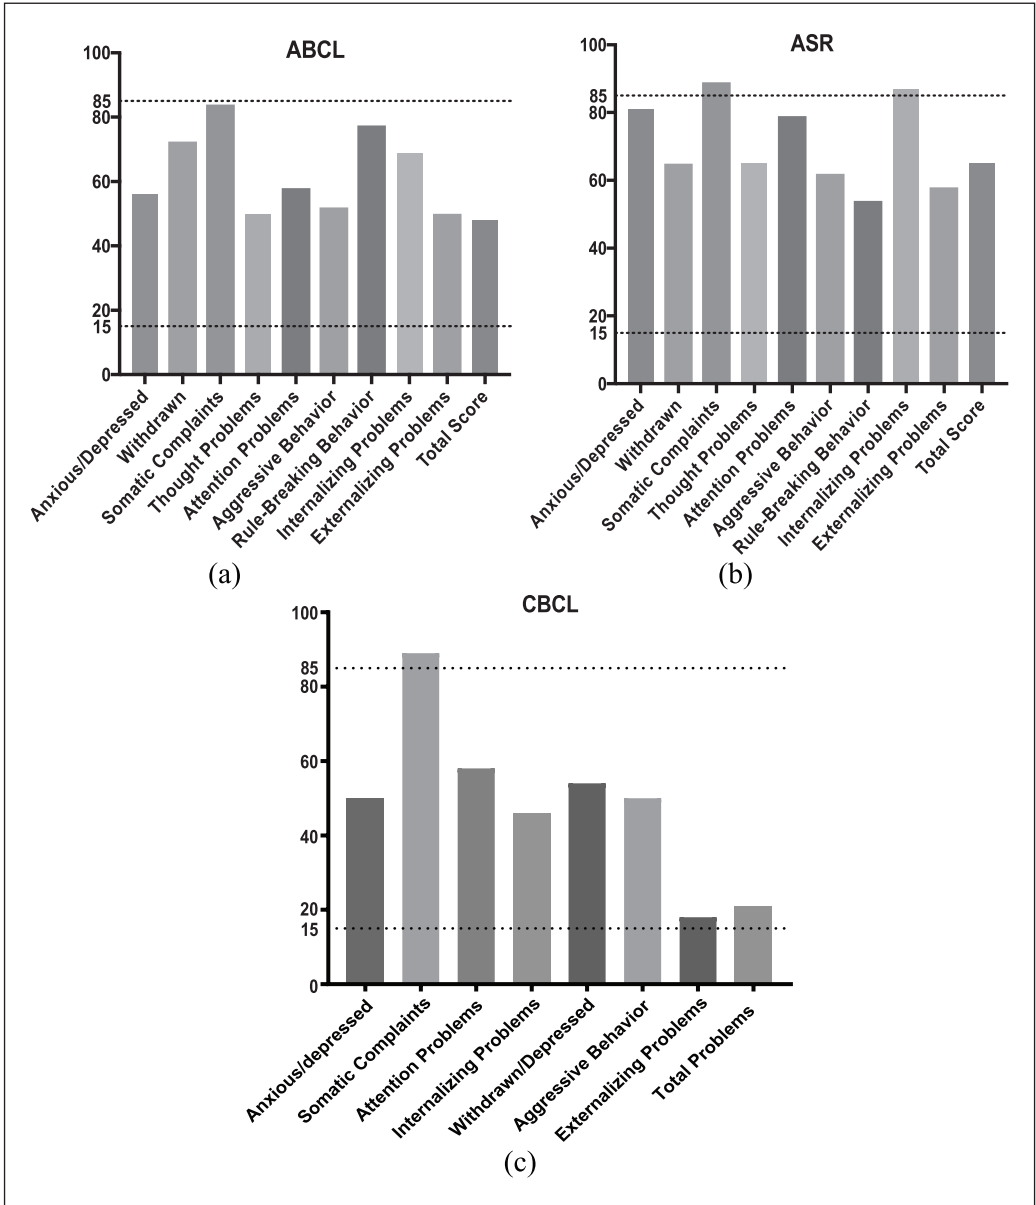 ABCL
100
85
80
60
40
20
15
0
Anxious/Depressed
Withdrawn
Somatic Complaints
Thought Problems
Attention Problems
Aggressive Behavior
Rule-Breaking Behavior
Internalizing Problems
Externalizing Problems
Total Score
(a)
ASR
100
85
80
60
40
20
15
0
Anxious/Depressed
Withdrawn
Somatic Complaints
Thought Problems
Attention Problems
Aggressive Behavior
Rule-Breaking Behavior
Internalizing Problems
Externalizing Problems
Total Score
(b)
CBCL
100
85
80
60
40
20
15
0
Anxious/depressed
Somatic Complaints
Attention Problems
Internalizing Problems
Withdrawn/Depressed
Aggressive Behavior
Externalizing Problems
Total Problems
(c)